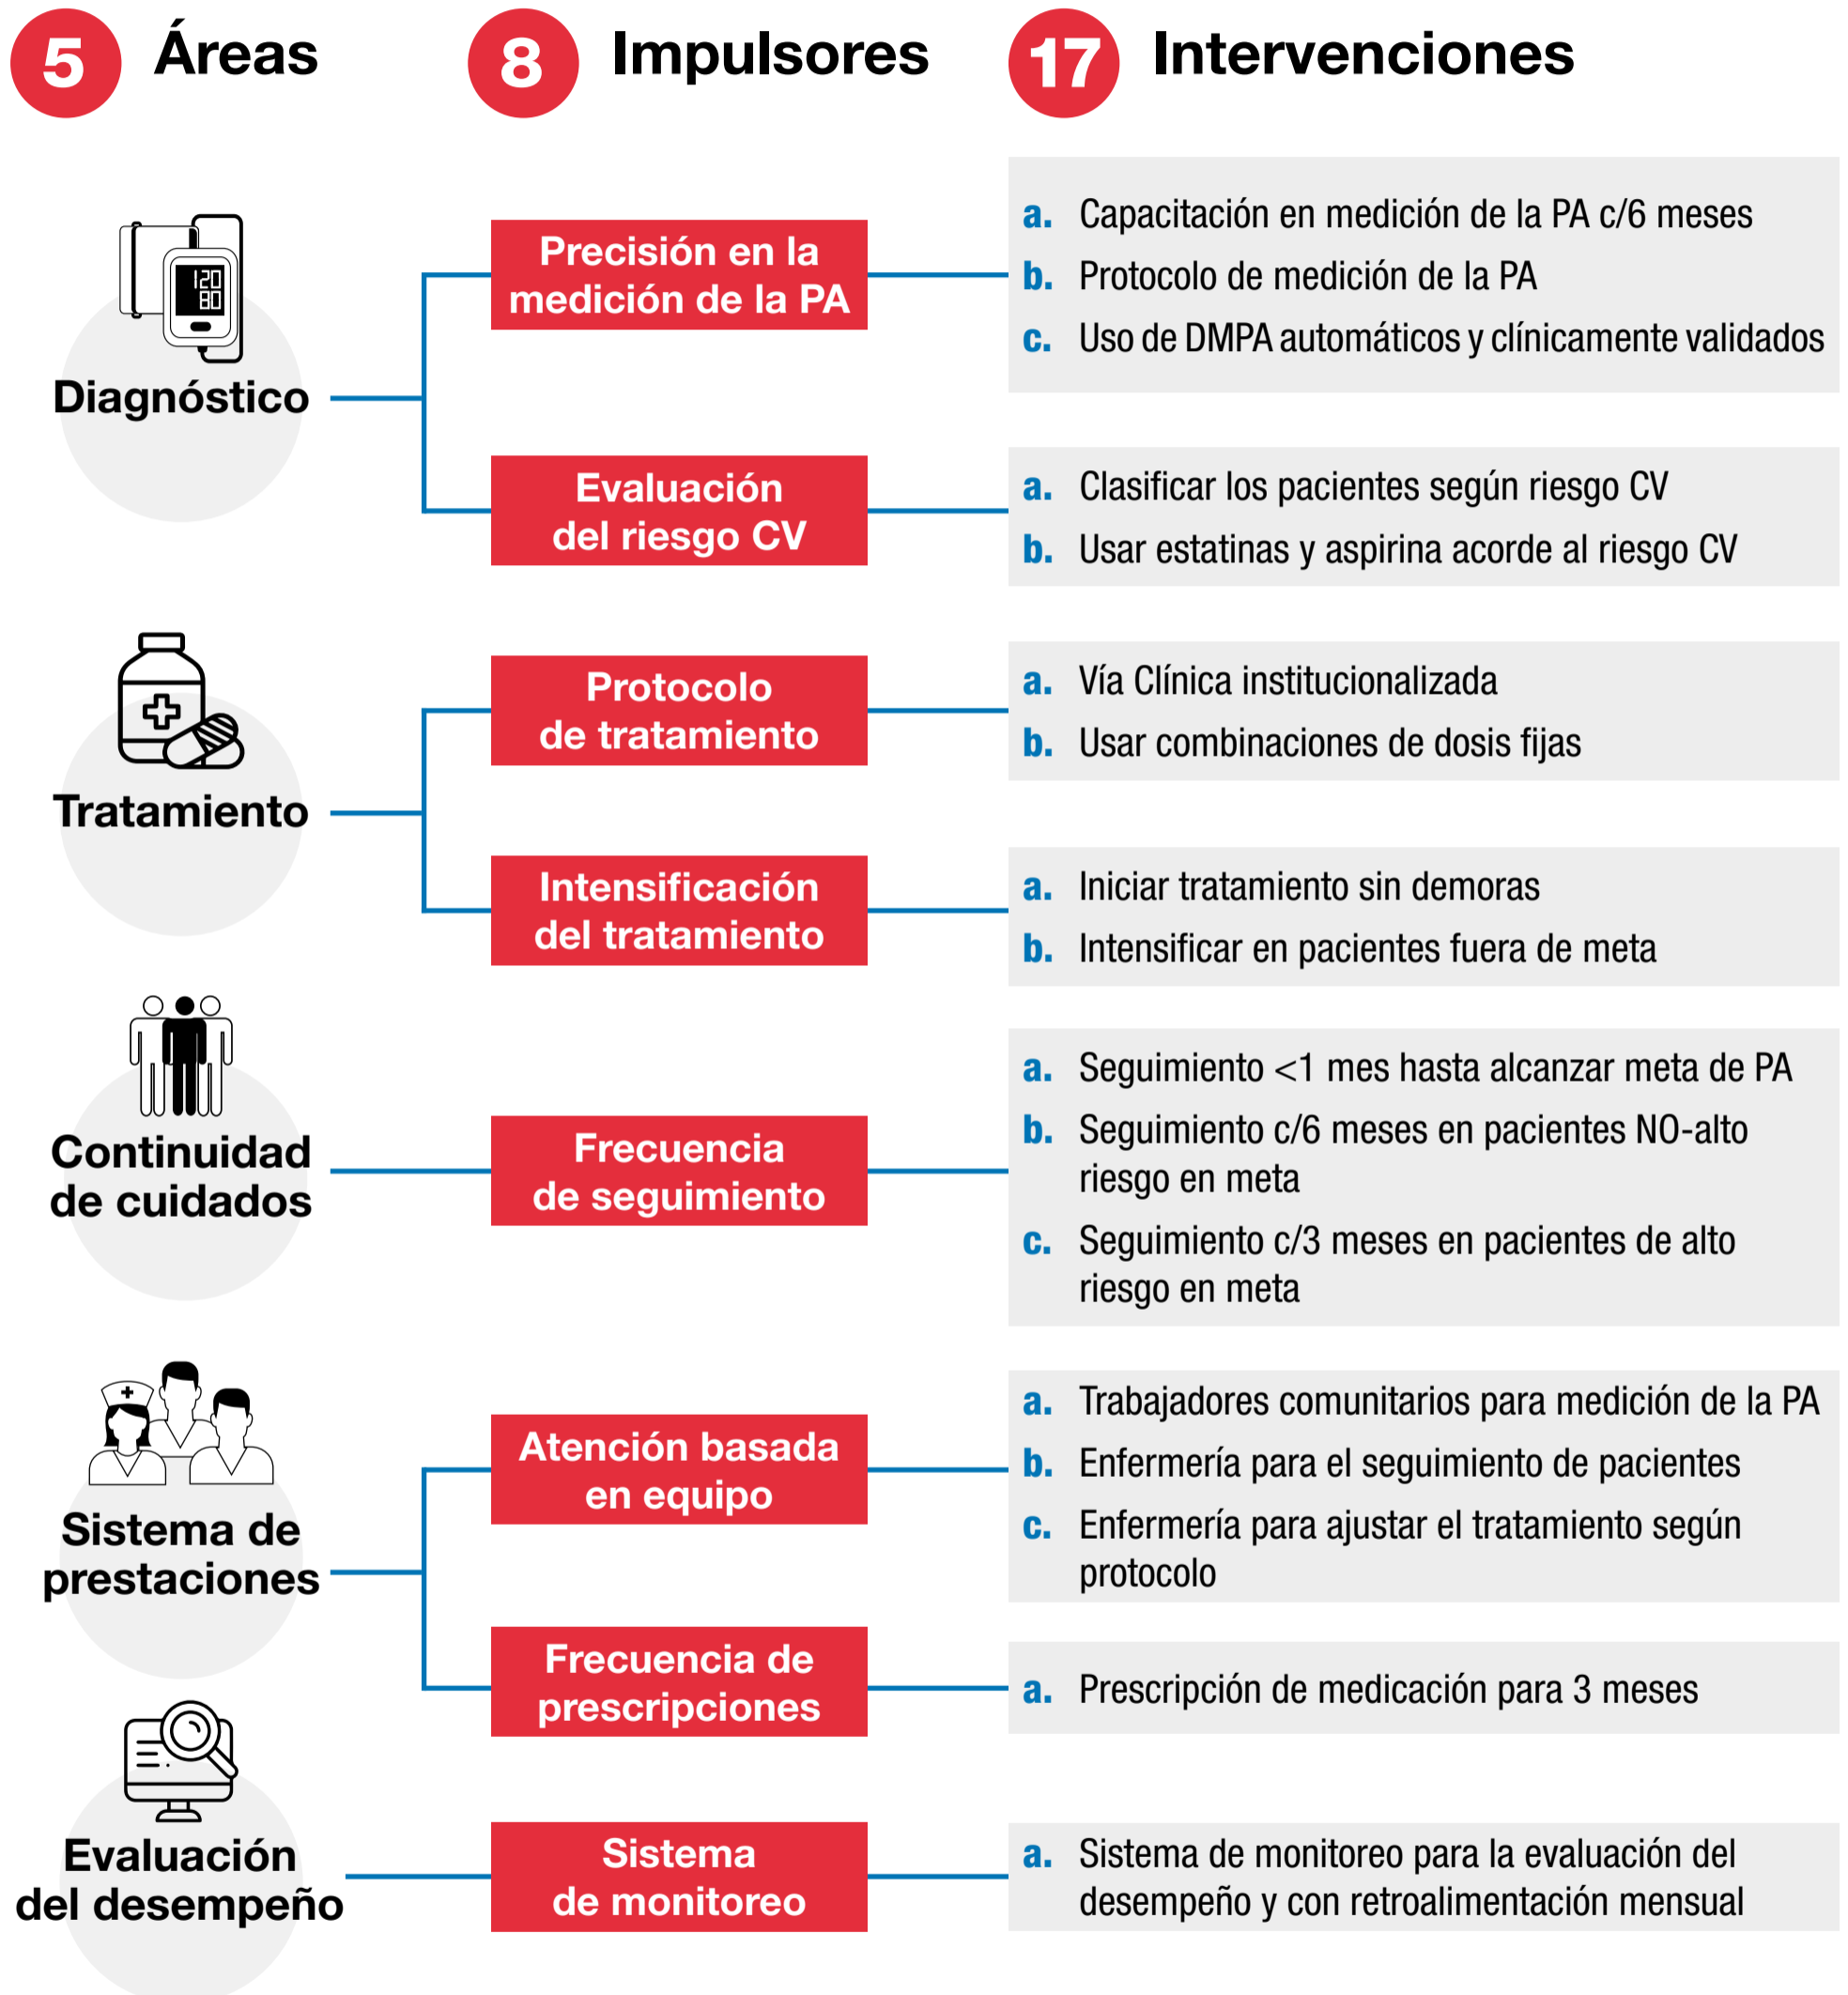 5 Áreas
8 Impulsores
17 Intervenciones
120
80
Diagnóstico
Precisión en la
medición de la PA
a. Capacitación en medición de la PA c/6 meses
b. Protocolo de medición de la PA
c. Uso de DMPA automáticos y clínicamente validados
Evaluación
del riesgo CV
a. Clasificar los pacientes según riesgo CV
b. Usar estatinas y aspirina acorde al riesgo CV
Tratamiento
Protocolo
de tratamiento
a. Vía Clínica institucionalizada
b. Usar combinaciones de dosis fijas
Intensificación
del tratamiento
a. Iniciar tratamiento sin demoras
b. Intensificar en pacientes fuera de meta
Continuidad
de cuidados
Frecuencia
de seguimiento
a. Seguimiento <1 mes hasta alcanzar meta de PA
b. Seguimiento c/6 meses en pacientes NO-alto
riesgo en meta
c. Seguimiento c/3 meses en pacientes de alto
riesgo en meta
Sistema de
prestaciones
Atención basada
en equipo
a. Trabajadores comunitarios para medición de la PA
b. Enfermería para el seguimiento de pacientes
c. Enfermería para ajustar el tratamiento según
protocolo
Frecuencia de
prescripciones
a. Prescripción de medicación para 3 meses
Evaluación
del desempeño
Sistema
de monitoreo
a. Sistema de monitoreo para la evaluación del
desempeño y con retroalimentación mensual